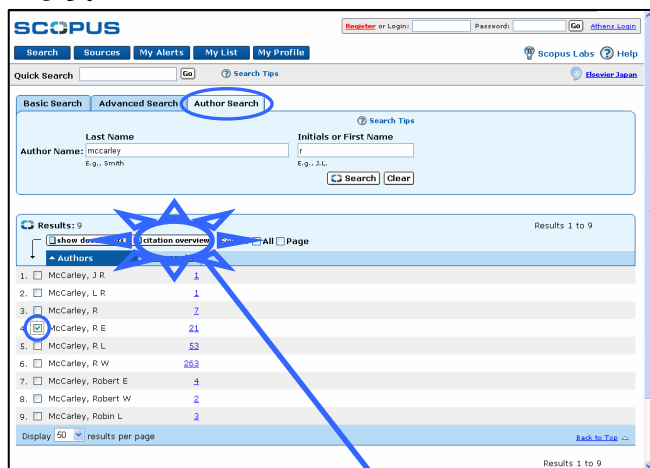 SCOPUS
Register or Login: Password: Go Athens Login
Search Sources My Alerts My List My Profile
Scopus Labs Help
Quick Search Go Search Tips
Elsevier Japan
Basic Search Advanced Search Author Search
Search Tips
Last Name Initials or First Name
Author Name: mccarley r
E.g., Smith E.g., J.L.
Search Clear
Results: 9 Results 1 to 9
show citation overview All Page
Authors
1. McCarley, J R 1
2. McCarley, L R 1
3. McCarley, R 7
4 McCarley, R E 21
5. McCarley, R L 53
6. McCarley, R W 263
7. McCarley, Robert E 4
8. McCarley, Robert W 2
9. McCarley, Robin L 3
Display 50 results per page Back to Top
Results 1 to 9